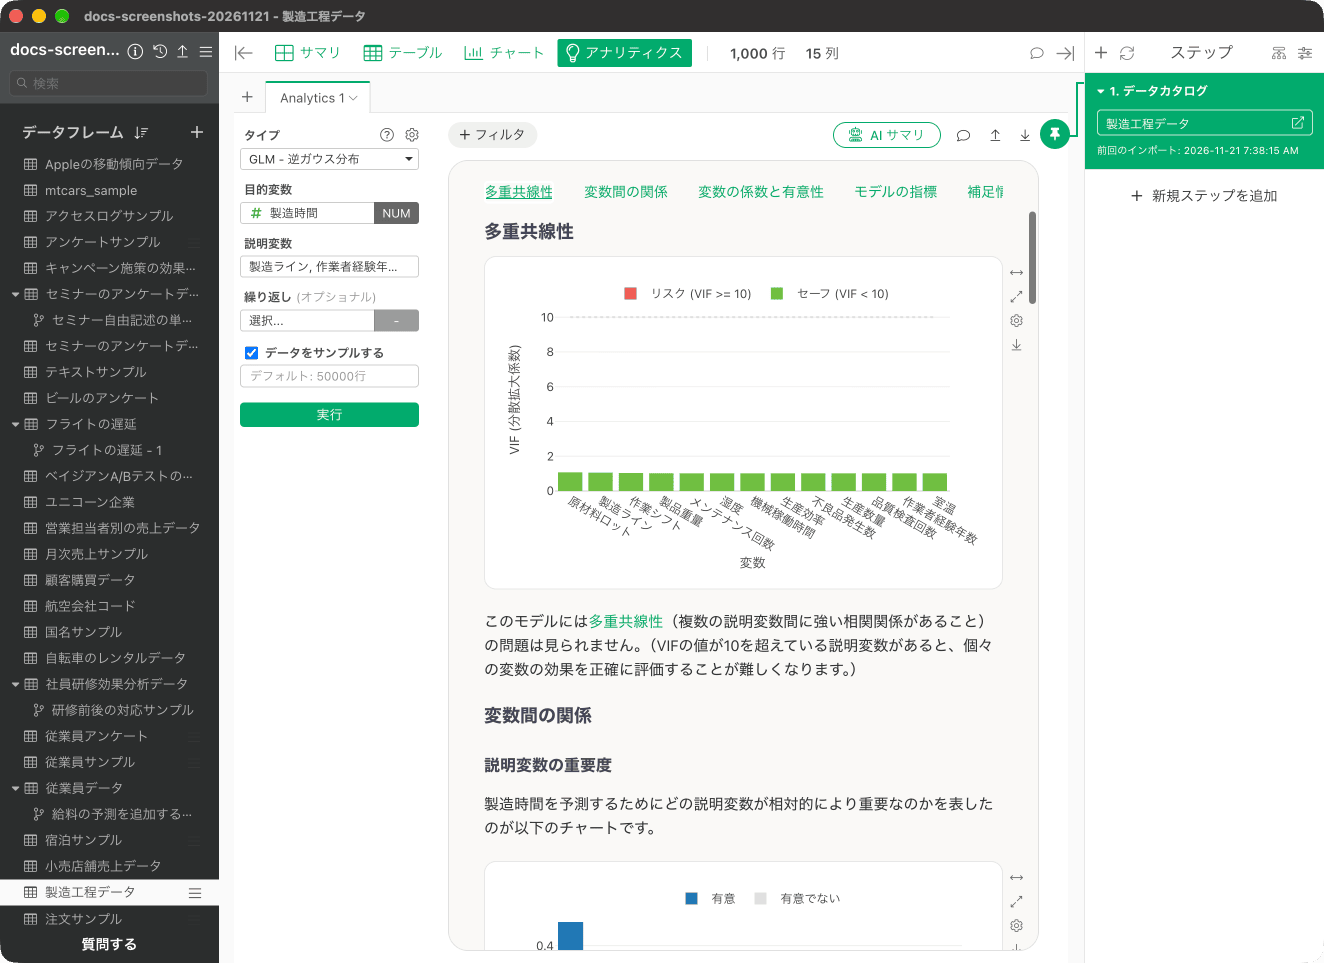 docs-screenshots-20261121 - 製造工程データ
docs-screen...
検索
データフレーム
Appleの移動傾向データ
mtcars_sample
アクセスログサンプル
アンケートサンプル
キャンペーン施策の効果...
セミナーのアンケートデ...
セミナー自由記述の単...
セミナーのアンケートデ...
テキストサンプル
ビールのアンケート
フライトの遅延
フライトの遅延 - 1
ベイジアンA/Bテストの...
ユニコーン企業
営業担当者別の売上データ
月次売上サンプル
顧客購買データ
航空会社コード
国名サンプル
自転車のレンタルデータ
社員研修効果分析データ
研修前後の対応サンプル
従業員アンケート
従業員サンプル
従業員データ
給料の予測を追加する...
宿泊サンプル
小売店舗売上データ
製造工程データ
注文サンプル
質問する
サマリ
テーブル
チャート
アナリティクス
1,000 行
15 列
Analytics 1
タイプ
GLM - 逆ガウス分布
目的変数
# 製造時間 NUM
説明変数
製造ライン, 作業者経験年...
繰り返し (オプショナル)
選択... -
データをサンプルする
デフォルト: 50000行
実行
+ フィルタ
AI サマリ
多重共線性
変数間の関係
変数の係数と有意性
モデルの指標
補足情
多重共線性
リスク (VIF >= 10)
セーフ (VIF < 10)
VIF (分散拡大係数)
10
8
6
4
2
0
原材料ロット
製造ライン
作業シフト
製品重量
メンテナンス回数
湿度
機械稼働時間
生産効率
不良品発生数
生産数量
品質検査回数
作業者経験年数
室温
変数
このモデルには多重共線性（複数の説明変数間に強い相関関係があること）
の問題は見られません。（VIFの値が10を超えている説明変数があると、個々
の変数の効果を正確に評価することが難しくなります。）
変数間の関係
説明変数の重要度
製造時間を予測するためにどの説明変数が相対的により重要なのかを表した
のが以下のチャートです。
有意
有意でない
0.4
ステップ
1. データカタログ
製造工程データ
前回のインポート: 2026-11-21 7:38:15 AM
+ 新規ステップを追加